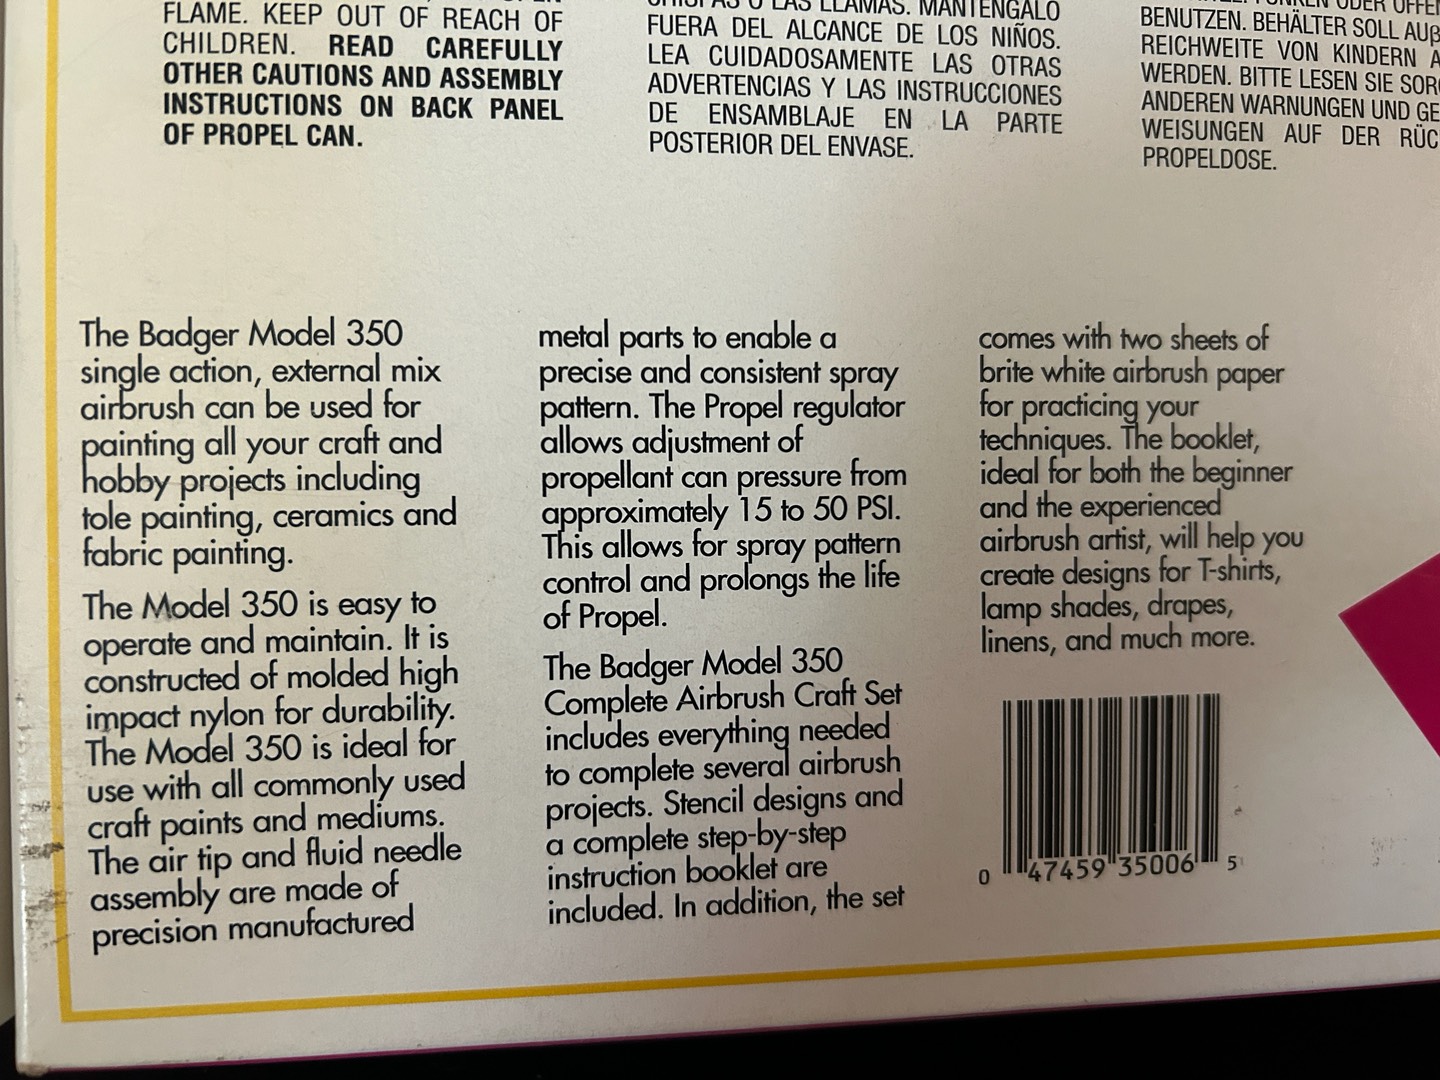 FLAME. KEEP OUT OF REACH OF
CHILDREN. READ CAREFULLY
OTHER CAUTIONS AND ASSEMBLY
INSTRUCTIONS ON BACK PANEL
OF PROPEL CAN.
CHISPAS O LAS LLAMAS. MANTENGALO
FUERA DEL ALCANCE DE LOS NIÑOS.
LEA CUIDADOSAMENTE LAS OTRAS
ADVERTENCIAS Y LAS INSTRUCCIONES
DE ENSAMBLAJE EN LA PARTE
POSTERIOR DEL ENVASE.
ODER
BENUTZEN. BEHÄLTER SOLL
REICHWEITE VON KINDERN
WERDEN. BITTE LESEN SIE
ANDEREN WARNUNGEN UND
WEISUNGEN AUF DER
PROPELDOSE.
The Badger Model 350
single action, external mix
airbrush can be used for
painting all your craft and
hobby projects including
tole painting, ceramics and
fabric painting.
The Model 350 is easy to
operate and maintain. It is
constructed of molded high
impact nylon for durability.
The Model 350 is ideal for
use with all commonly used
craft paints and mediums.
The air tip and fluid needle
assembly are made of
precision manufactured
metal parts to enable a
precise and consistent spray
pattern. The Propel regulator
allows adjustment of
propellant can pressure from
approximately 15 to 50 PSI.
This allows for spray pattern
control and prolongs the life
of Propel.
The Badger Model 350
Complete Airbrush Craft Set
includes everything needed
to complete several airbrush
projects. Stencil designs and
a complete step-by-step
instruction booklet are
included. In addition, the set
comes with two sheets of
brite white airbrush paper
for practicing your
techniques. The booklet,
ideal for both the beginner
and the experienced
airbrush artist, will help you
create designs for T-shirts,
lamp shades, drapes,
linens, and much more.
0 47459 35006 5